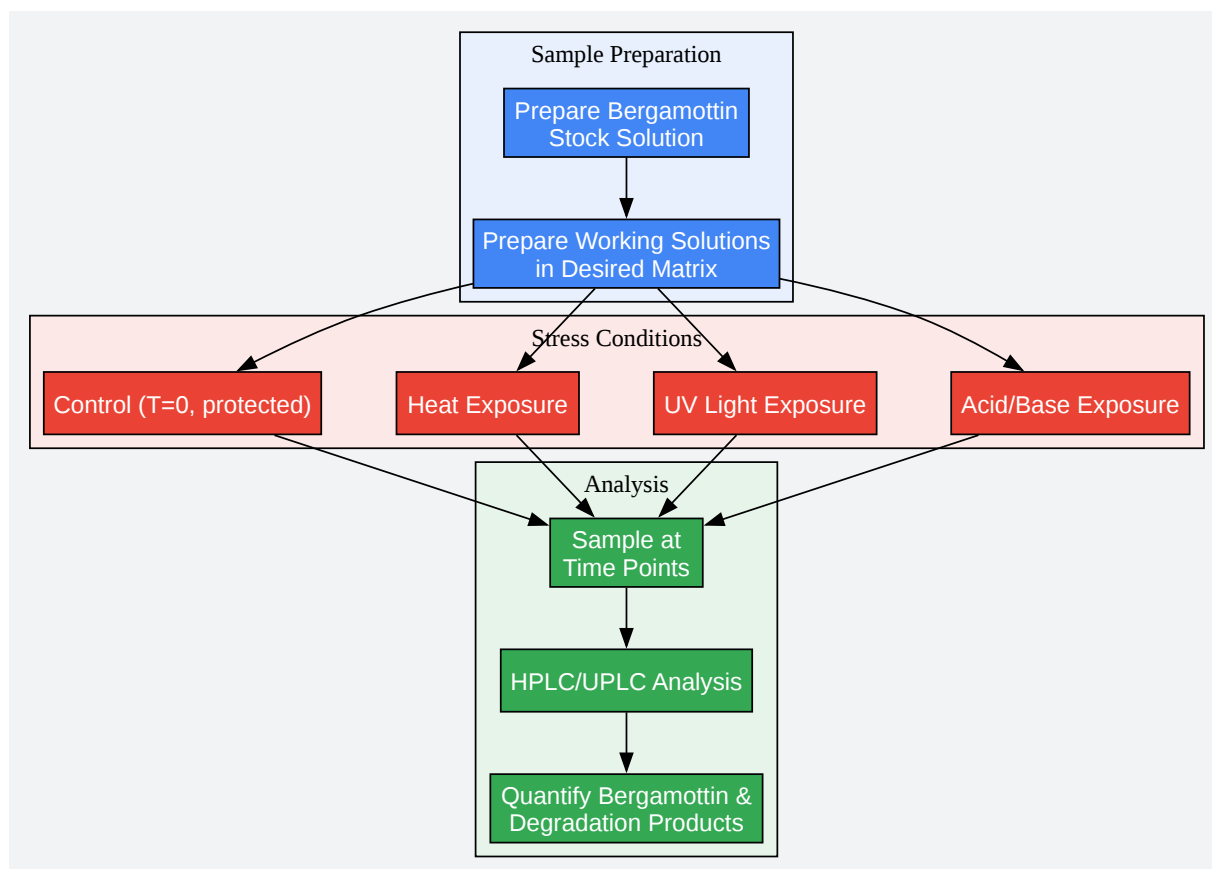 Sample Preparation
Prepare Bergamottin
Stock Solution
Prepare Working Solutions
in Desired Matrix
Stress Conditions
Control (T=0, protected)
Heat Exposure
UV Light Exposure
Acid/Base Exposure
Analysis
Sample at
Time Points
HPLC/UPLC Analysis
Quantify Bergamottin &
Degradation Products